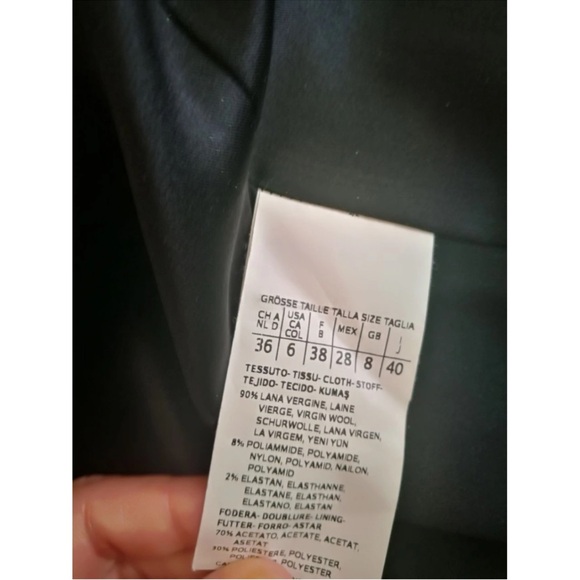 GRÖSSE TAILLE TALLA SIZE TAGLIA
CH A NL D USA CA COL F B MEX GB I J
36 6 38 28 8 40
TESSUTO-TISSU-CLOTH-STOFF-
TEJIDO-TECIDO-KUMAŞ
90% LANA VERGINE, LAINE
VIERGE, VIRGIN WOOL,
SCHURWOLLE, LANA VIRGEN,
LA VIRGEM, YENİ YÜN
8% POLIAMMIDE, POLYAMIDE,
NYLON, POLYAMID, NAILON,
POLYAMID
2% ELASTAN, ELASTHANNE,
ELASTANE, ELASTHAN,
ELASTANO, ELASTAN
FODERA-DOUBLURE-LINING-
FUTTER-FORRO-ASTAR
70% ACETATO, ACETATE, ACETAT,
ASETAT
30% POLIESTERE, POLYESTER,
POLYESTER